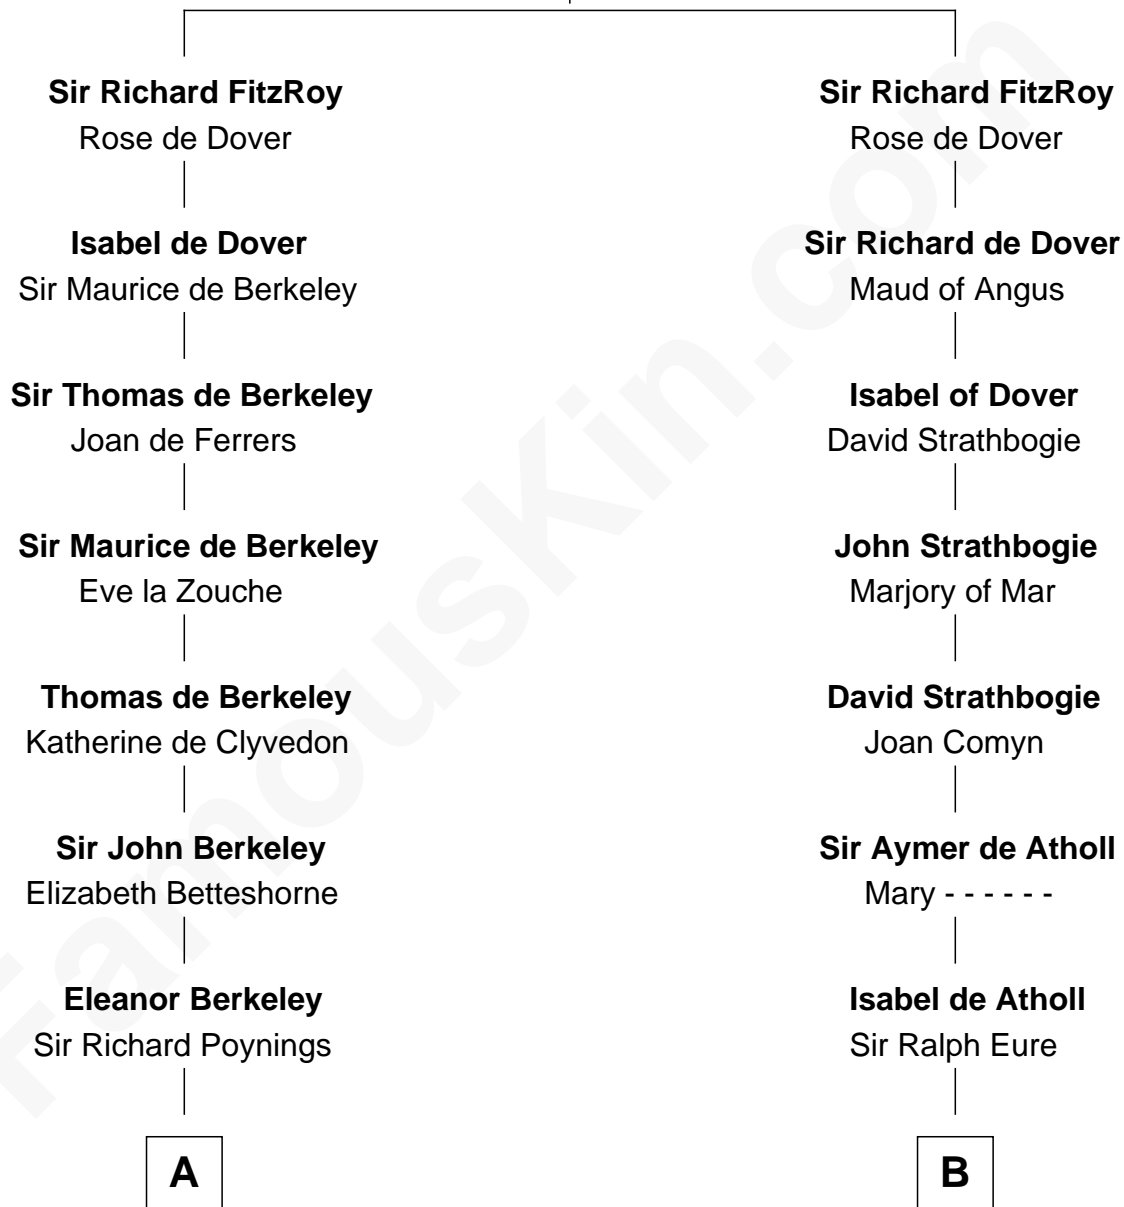 Sir Richard FitzRoy
Rose de Dover
Isabel de Dover
Sir Maurice de Berkeley
Sir Thomas de Berkeley
Joan de Ferrers
Sir Maurice de Berkeley
Eve la Zouche
Thomas de Berkeley
Katherine de Clyvedon
Sir John Berkeley
Elizabeth Betteshorne
Eleanor Berkeley
Sir Richard Poynings
A
Sir Richard FitzRoy
Rose de Dover
Sir Richard de Dover
Maud of Angus
Isabel of Dover
David Strathbogie
John Strathbogie
Marjory of Mar
David Strathbogie
Joan Comyn
Sir Aymer de Atholl
Mary - - - - - -
Isabel de Atholl
Sir Ralph Eure
B
FamousKin.com